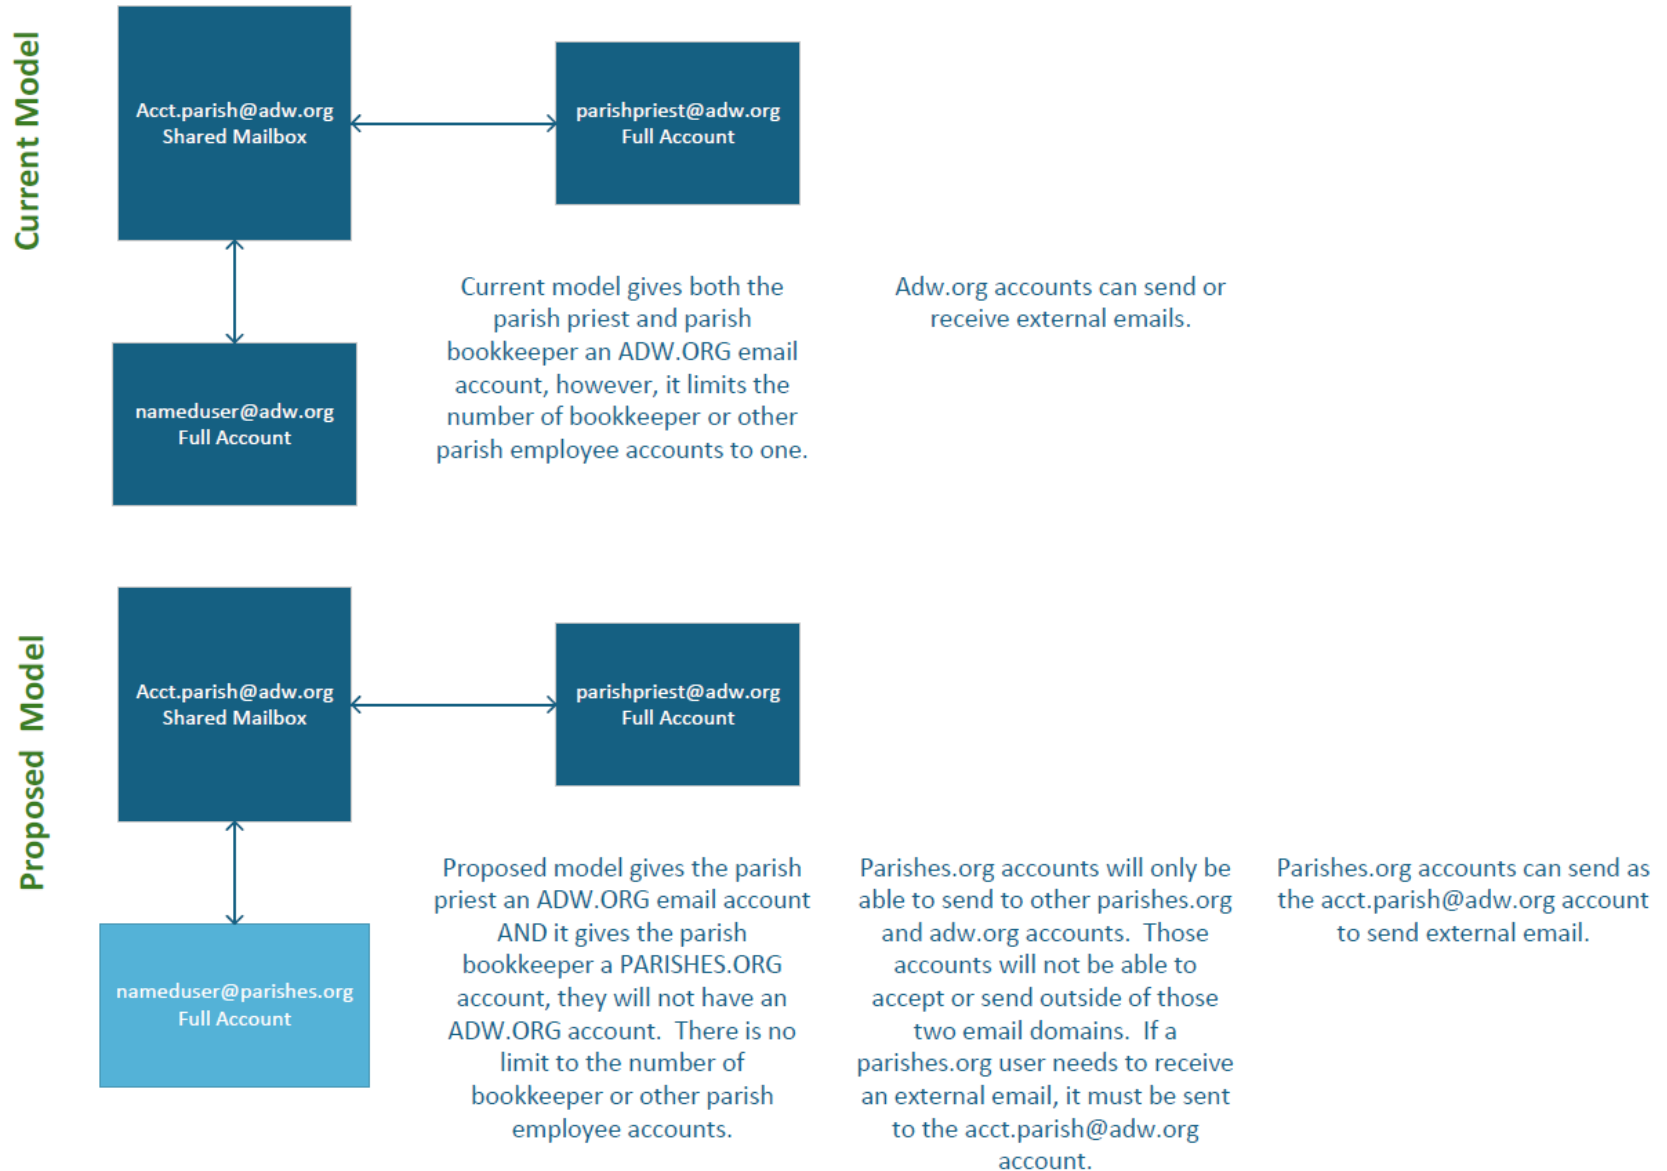 Current Model
Acct.parish@adw.org
Shared Mailbox
parishpriest@adw.org
Full Account
nameduser@adw.org
Full Account
Current model gives both the
parish priest and parish
bookkeeper an ADW.ORG email
account, however, it limits the
number of bookkeeper or other
parish employee accounts to one.
Adw.org accounts can send or
receive external emails.
Proposed Model
Acct.parish@adw.org
Shared Mailbox
parishpriest@adw.org
Full Account
nameduser@parishes.org
Full Account
Proposed model gives the parish
priest an ADW.ORG email account
AND it gives the parish
bookkeeper a PARISHES.ORG
account, they will not have an
ADW.ORG account. There is no
limit to the number of
bookkeeper or other parish
employee accounts.
Parishes.org accounts will only be
able to send to other parishes.org
and adw.org accounts. Those
accounts will not be able to
accept or send outside of those
two email domains. If a
parishes.org user needs to receive
an external email, it must be sent
to the acct.parish@adw.org
account.
Parishes.org accounts can send as
the acct.parish@adw.org account
to send external email.